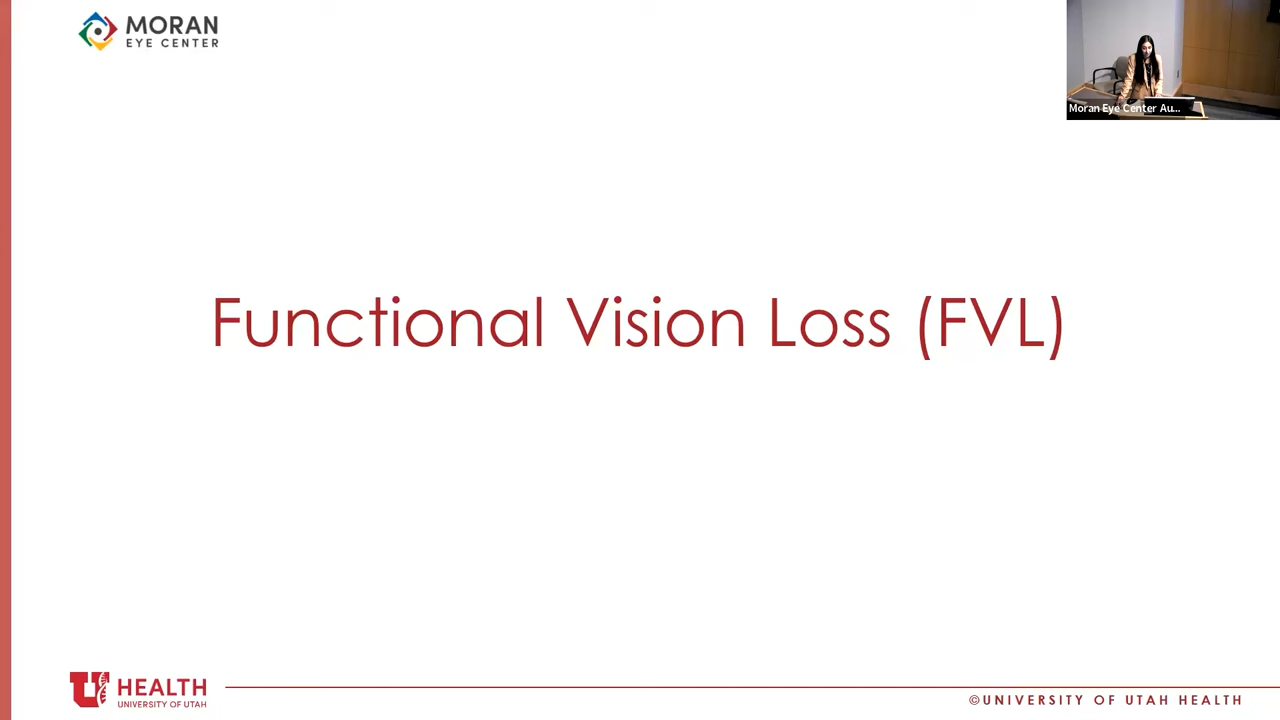 MORAN
EYE CENTER
Moran Eye Center Au...
Functional Vision Loss (FVL)
U HEALTH
UNIVERSITY OF UTAH
©UNIVERSITY OF UTAH HEALTH